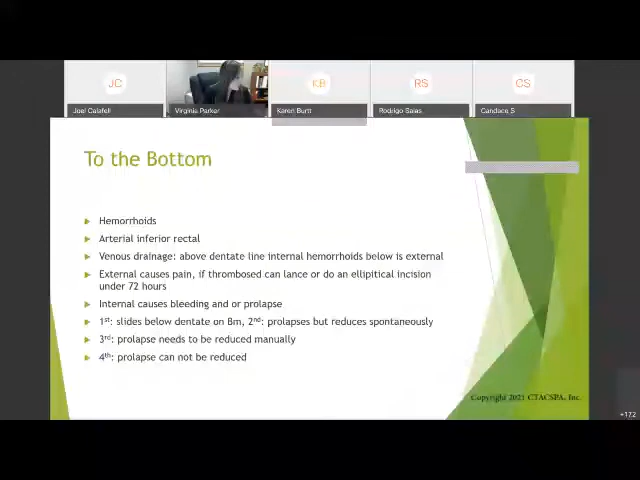 JC
KB
RS
CS
Joel Calafell
Virginia Parker
Karen Burtt
Rodrigo Salas
Candace S
To the Bottom
Hemorrhoids
Arterial inferior rectal
Venous drainage: above dentate line internal hemorrhoids below is external
External causes pain, if thrombosed can lance or do an ellipitical incision
under 72 hours
Internal causes bleeding and or prolapse
1st: slides below dentate on Bm, 2nd: prolapses but reduces spontaneously
3rd: prolapse needs to be reduced manually
4th: prolapse can not be reduced
Copyright 2021 CTACSPA, Inc.
+172